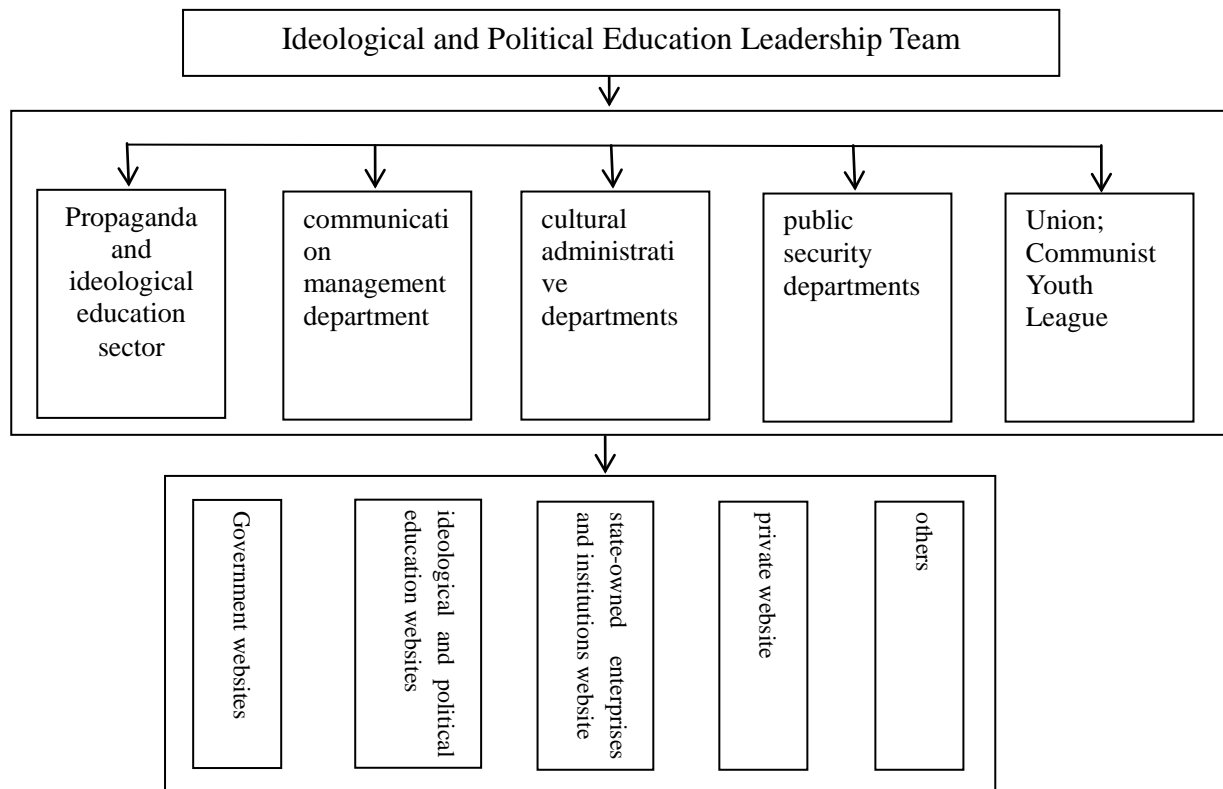 Ideological and Political Education Leadership Team
Propaganda
and
ideological
education
sector
communicati
on
management
department
cultural
administrati
ve
departments
public
security
departments
Union;
Communist
Youth
League
Government websites
ideological and political
education websites
state-owned enterprises
and institutions website
private website
others